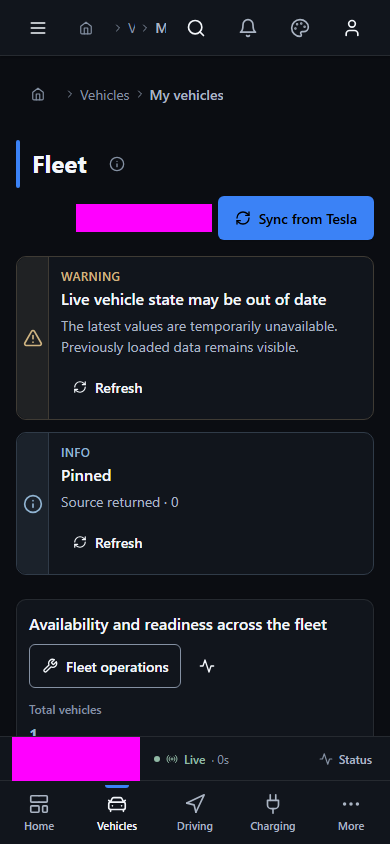 V
M
Vehicles
My vehicles
Fleet
Sync from Tesla
WARNING
Live vehicle state may be out of date
The latest values are temporarily unavailable.
Previously loaded data remains visible.
Refresh
INFO
Pinned
Source returned · 0
Refresh
Availability and readiness across the fleet
Fleet operations
Total vehicles
1
Live · 0s
Status
Home
Vehicles
Driving
Charging
More